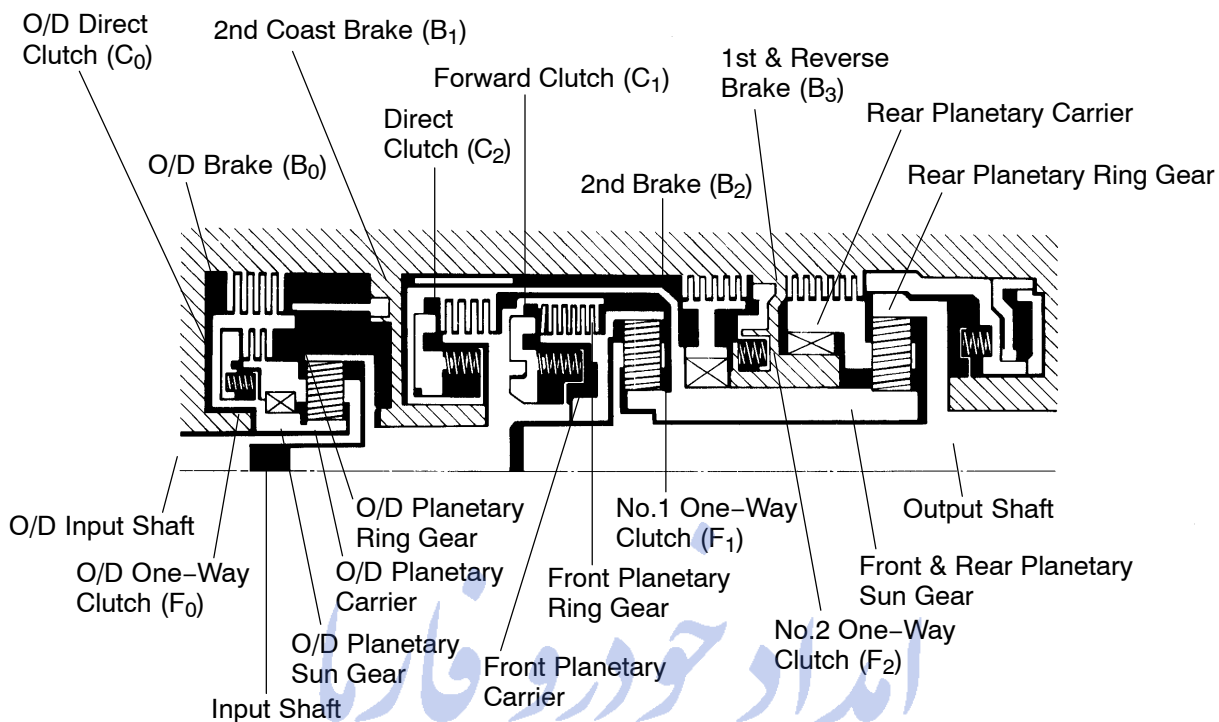 O/D Direct
Clutch (C0)
2nd Coast Brake (B1)
Forward Clutch (C1)
1st & Reverse
Brake (B3)
Rear Planetary Carrier
Direct
Clutch (C2)
O/D Brake (B0)
2nd Brake (B2)
Rear Planetary Ring Gear
O/D Input Shaft
O/D One-Way
Clutch (F0)
O/D Planetary
Ring Gear
O/D Planetary
Carrier
O/D Planetary
Sun Gear
Input Shaft
Front Planetary
Carrier
Front Planetary
Ring Gear
No.1 One-Way
Clutch (F1)
No.2 One-Way
Clutch (F2)
Front & Rear Planetary
Sun Gear
Output Shaft
امداد خودرو فارما